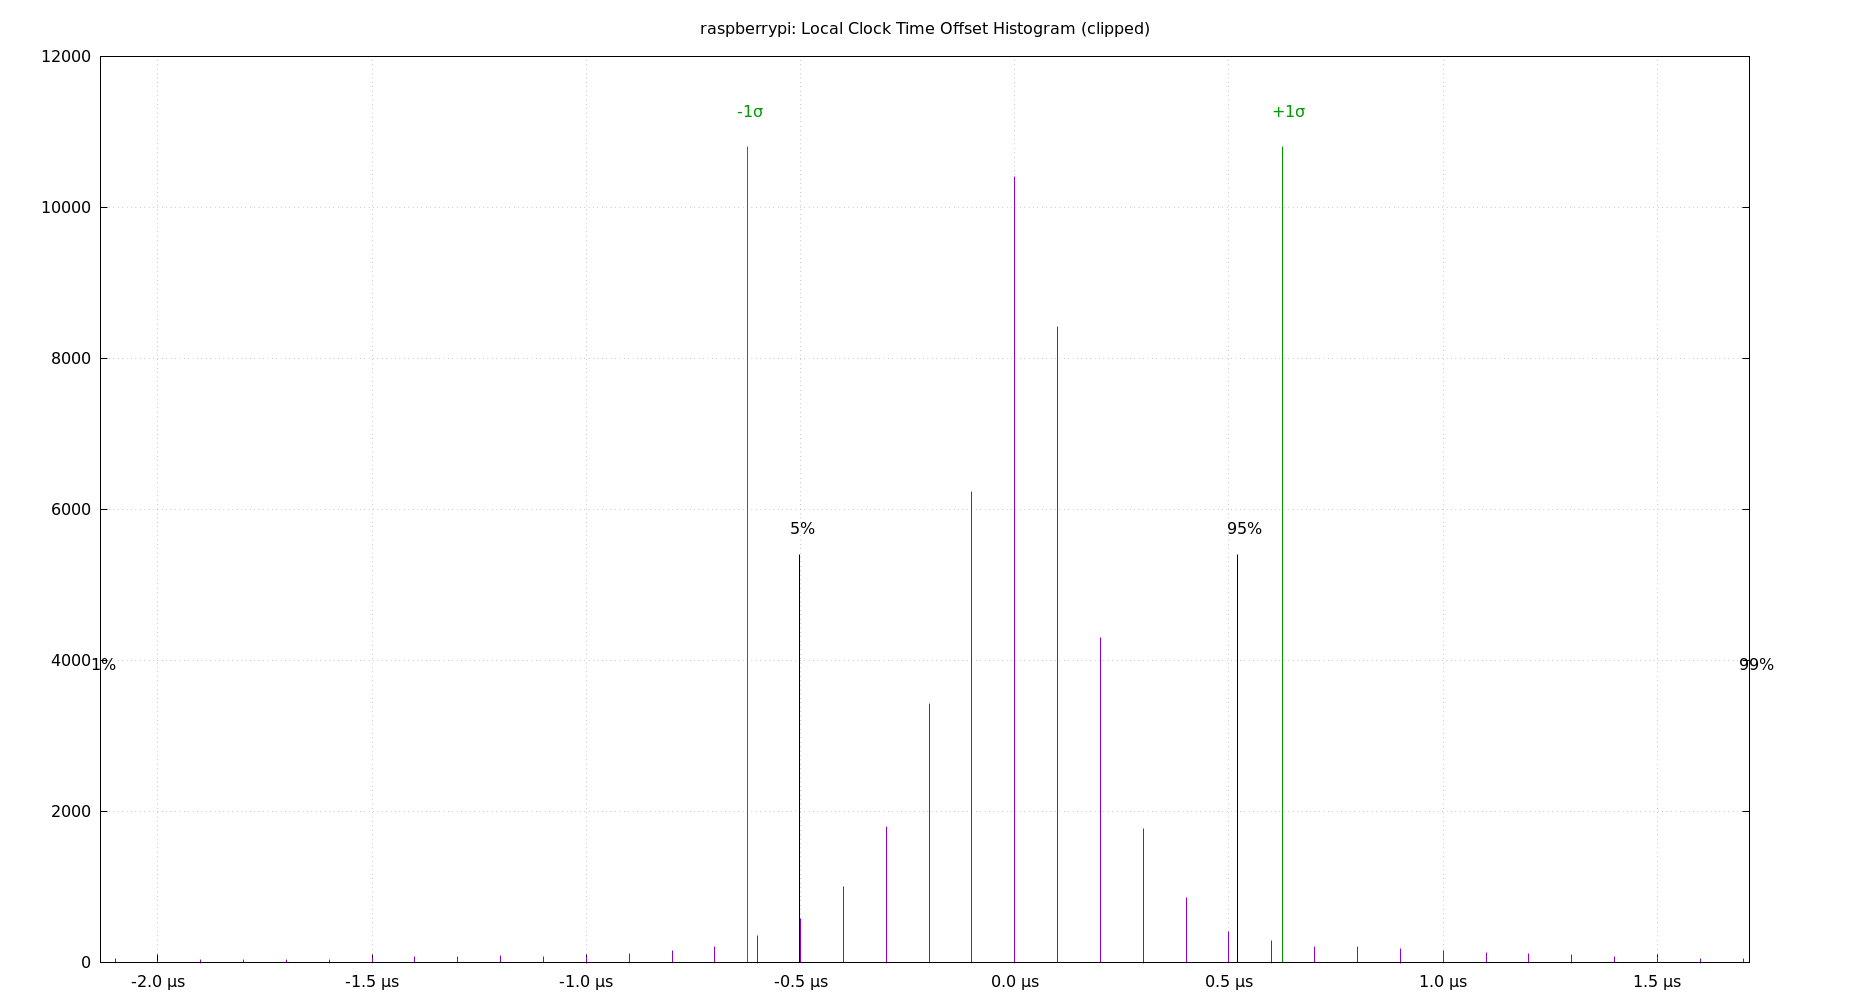 raspberrypi: Local Clock Time Offset Histogram (clipped)
12000
-1σ +1σ
10000
8000
6000
5% 95%
4000 1% 99%
2000
0
-2.0 µs -1.5 µs -1.0 µs -0.5 µs 0.0 µs 0.5 µs 1.0 µs 1.5 µs